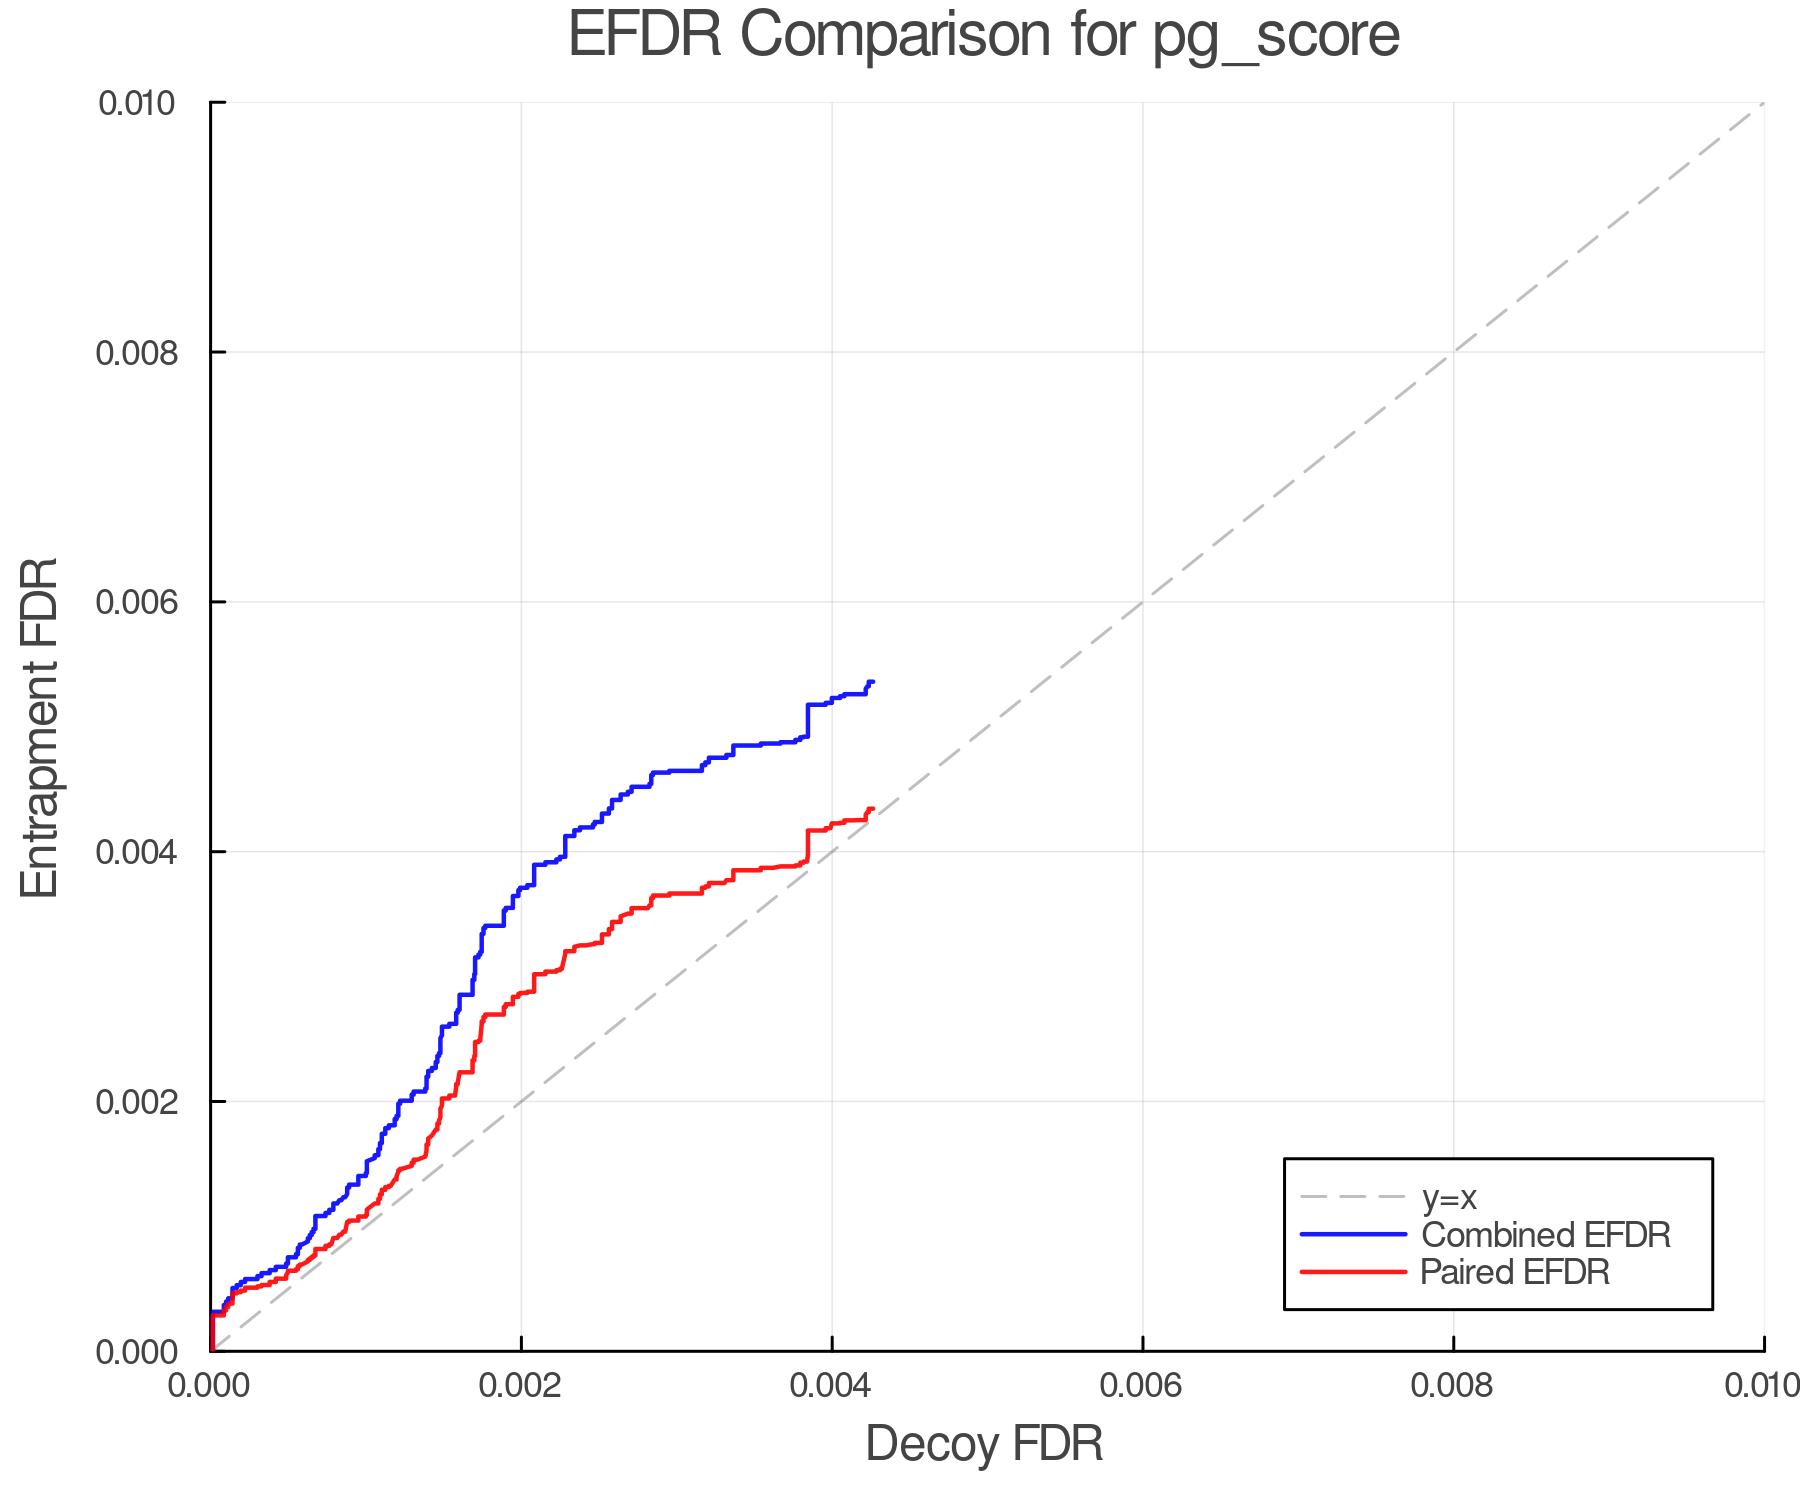 EFDR Comparison for pg_score
0.010
0.008
0.006
0.004
0.002
0.000
Entrapment FDR
0.000 0.002 0.004 0.006 0.008 0.010
Decoy FDR
y=x
Combined EFDR
Paired EFDR